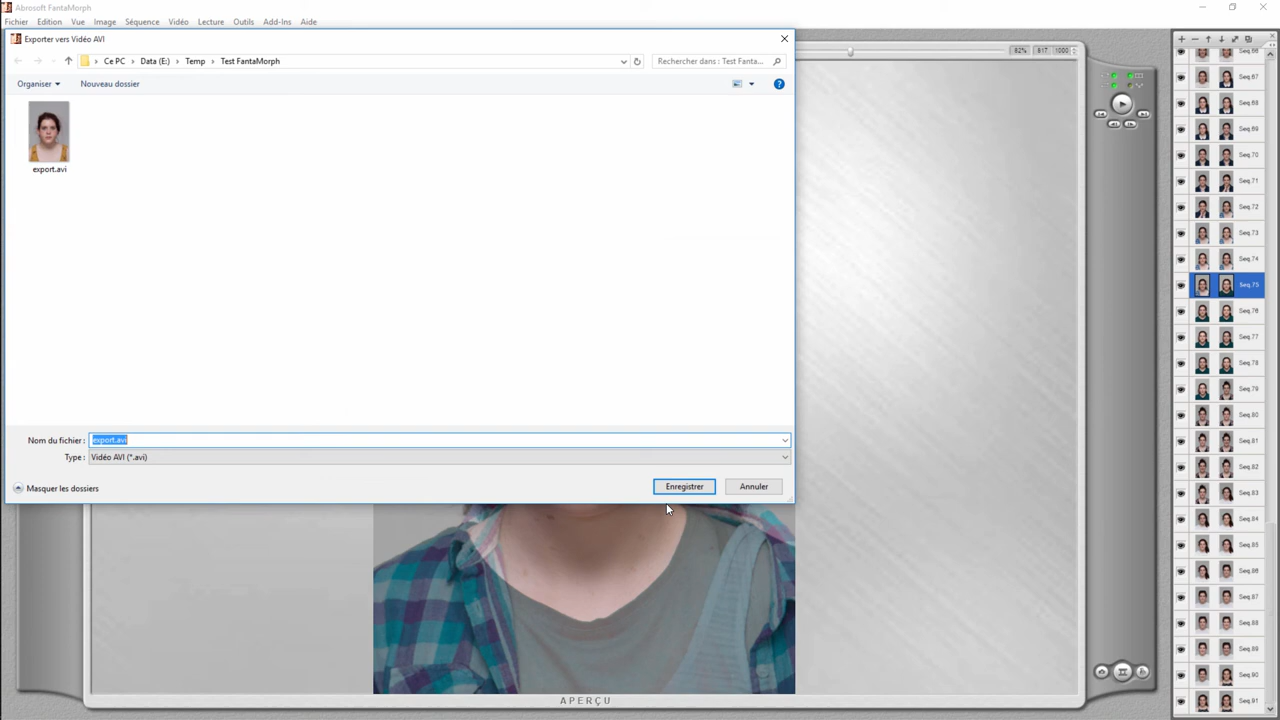 Abrosoft FantaMorph
Fichier Edition Vue Image Séquence Vidéo Lecture Outils Add-Ins Aide
Exporter vers Vidéo AVI
Ce PC > Data (E:) > Temp > Test FantaMorph
Rechercher dans : Test Fanta...
Organiser
Nouveau dossier
export.avi
Nom du fichier : export.avi
Type : Vidéo AVI (*.avi)
Masquer les dossiers
Enregistrer
Annuler
82% 817 1000
APERÇU
Seq.66
Seq.67
Seq.68
Seq.69
Seq.70
Seq.71
Seq.72
Seq.73
Seq.74
Seq.75
Seq.76
Seq.77
Seq.78
Seq.79
Seq.80
Seq.81
Seq.82
Seq.83
Seq.84
Seq.85
Seq.86
Seq.87
Seq.88
Seq.89
Seq.90
Seq.91